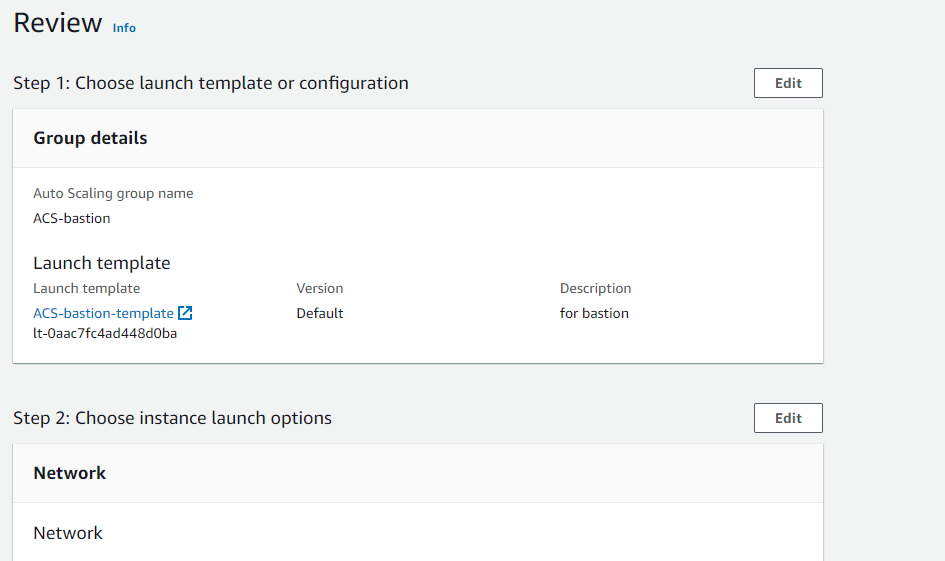 Review Info
Step 1: Choose launch template or configuration Edit
Group details
Auto Scaling group name
ACS-bastion
Launch template
Launch template Version Description
ACS-bastion-template Default for bastion
lt-0aac7fc4ad448d0ba
Step 2: Choose instance launch options Edit
Network
Network